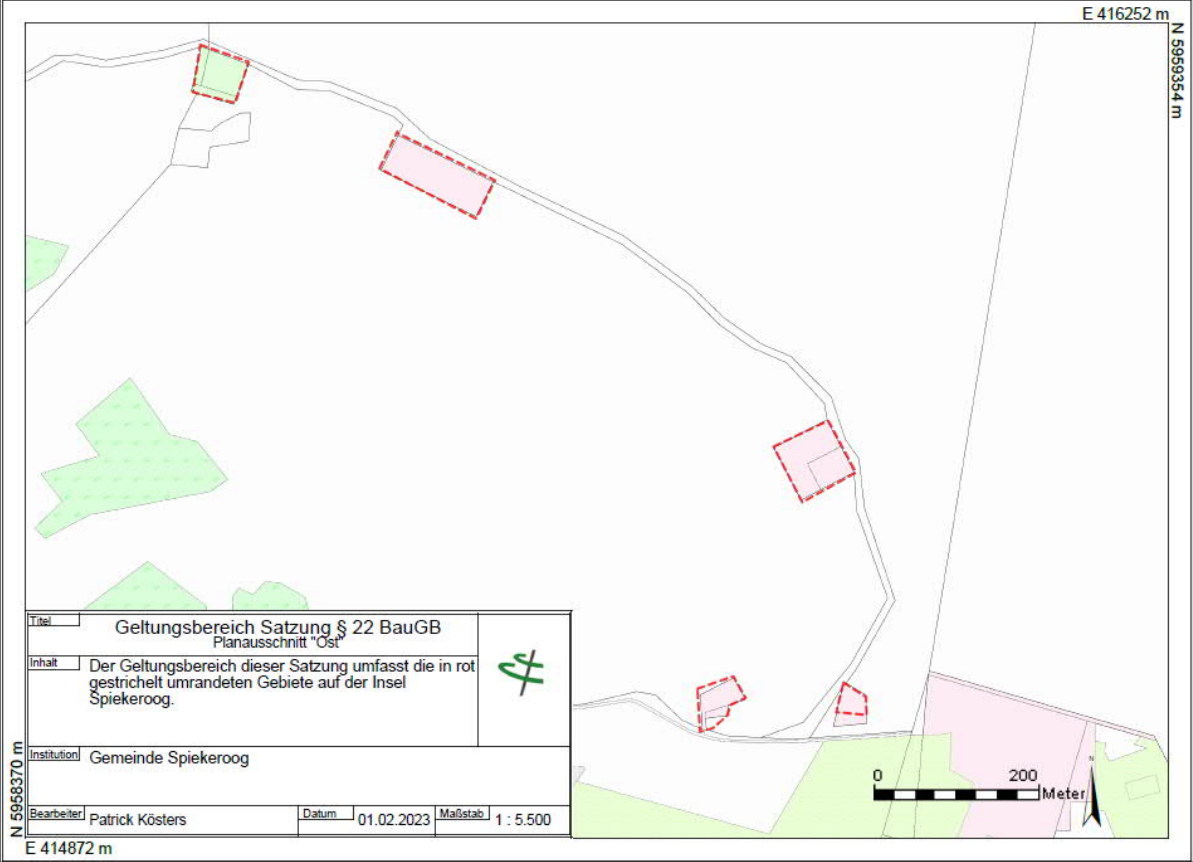 E 416252 m
N 5959354 m
Titel
Geltungsbereich Satzung § 22 BauGB
Planausschnitt "Ost"
Inhalt
Der Geltungsbereich dieser Satzung umfasst die in rot
gestrichelt umrandeten Gebiete auf der Insel
Spiekeroog.
Institution
Gemeinde Spiekeroog
Bearbeiter
Patrick Kösters
Datum
01.02.2023
Maßstab
1 : 5.500
0 200
Meter
N
N 5958370 m
E 414872 m